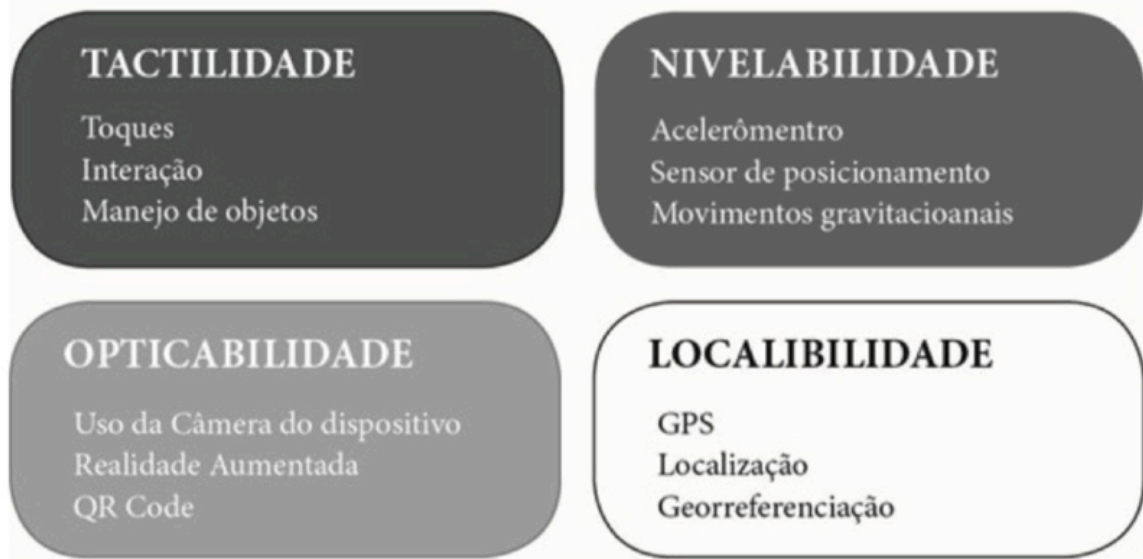 TACTILIDADE
Toques
Interação
Manejo de objetos
NIVELABILIDADE
Acelerômentro
Sensor de posicionamento
Movimentos gravitacioanais
OPTICABILIDADE
Uso da Câmera do dispositivo
Realidade Aumentada
QR Code
LOCALIBILIDADE
GPS
Localização
Georreferenciação